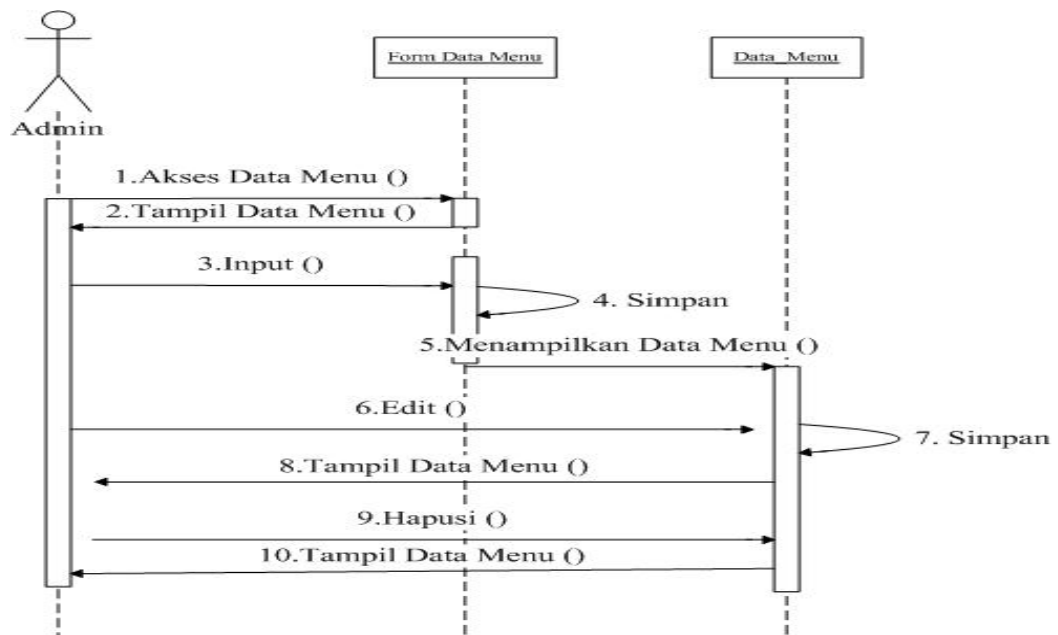 Form Data Menu
Data_Menu
Admin
1.Akses Data Menu ()
2.Tampil Data Menu ()
3.Input ()
4. Simpan
5.Menampilkan Data Menu ()
6.Edit ()
7. Simpan
8.Tampil Data Menu ()
9.Hapusi ()
10.Tampil Data Menu ()